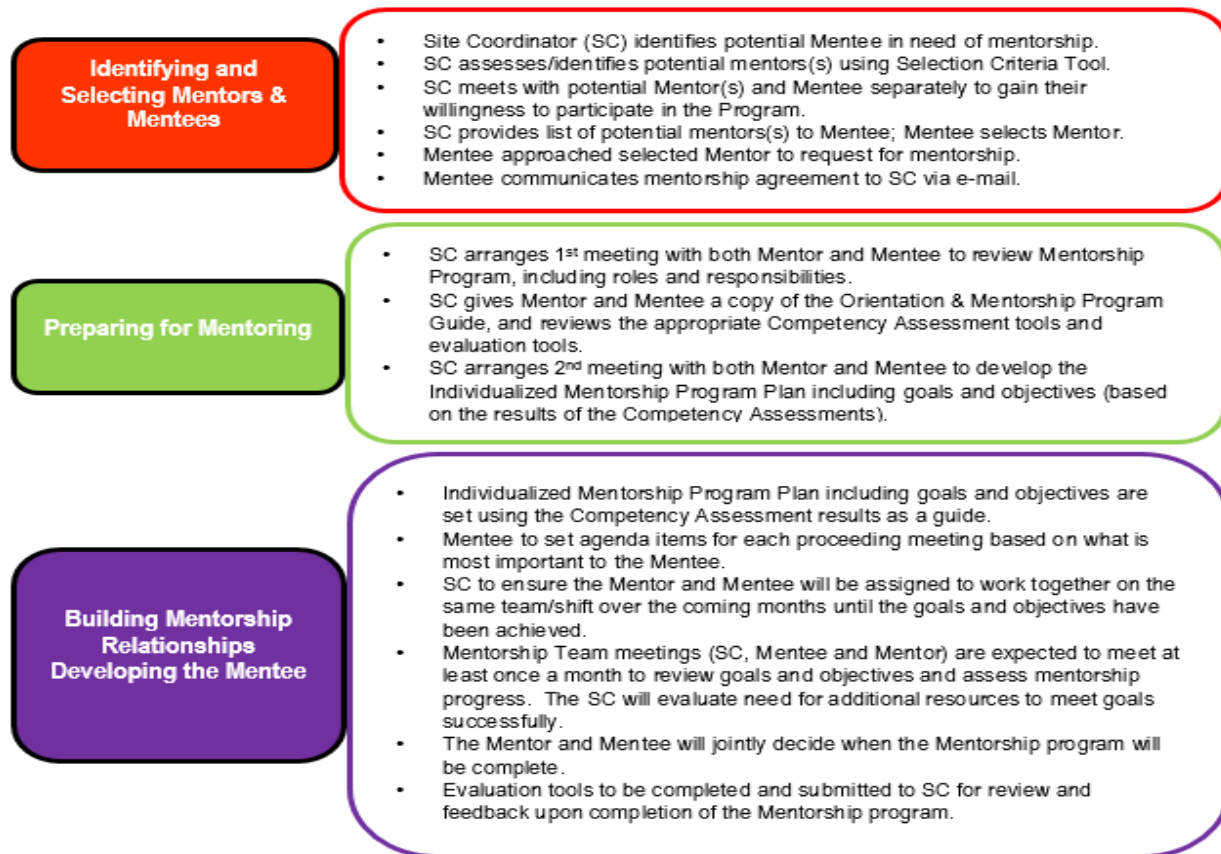 Identifying and
Selecting Mentors &
Mentees
• Site Coordinator (SC) identifies potential Mentee in need of mentorship.
• SC assesses/identifies potential mentors(s) using Selection Criteria Tool.
• SC meets with potential Mentor(s) and Mentee separately to gain their
willingness to participate in the Program.
• SC provides list of potential mentors(s) to Mentee; Mentee selects Mentor.
• Mentee approached selected Mentor to request for mentorship.
• Mentee communicates mentorship agreement to SC via e-mail.
Preparing for Mentoring
• SC arranges 1st meeting with both Mentor and Mentee to review Mentorship
Program, including roles and responsibilities.
• SC gives Mentor and Mentee a copy of the Orientation & Mentorship Program
Guide, and reviews the appropriate Competency Assessment tools and
evaluation tools.
• SC arranges 2nd meeting with both Mentor and Mentee to develop the
Individualized Mentorship Program Plan including goals and objectives (based
on the results of the Competency Assessments).
Building Mentorship
Relationships
Developing the Mentee
• Individualized Mentorship Program Plan including goals and objectives are
set using the Competency Assessment results as a guide.
• Mentee to set agenda items for each proceeding meeting based on what is
most important to the Mentee.
• SC to ensure the Mentor and Mentee will be assigned to work together on the
same team/shift over the coming months until the goals and objectives have
been achieved.
• Mentorship Team meetings (SC, Mentee and Mentor) are expected to meet at
least once a month to review goals and objectives and assess mentorship
progress. The SC will evaluate need for additional resources to meet goals
successfully.
• The Mentor and Mentee will jointly decide when the Mentorship program will
be complete.
• Evaluation tools to be completed and submitted to SC for review and
feedback upon completion of the Mentorship program.